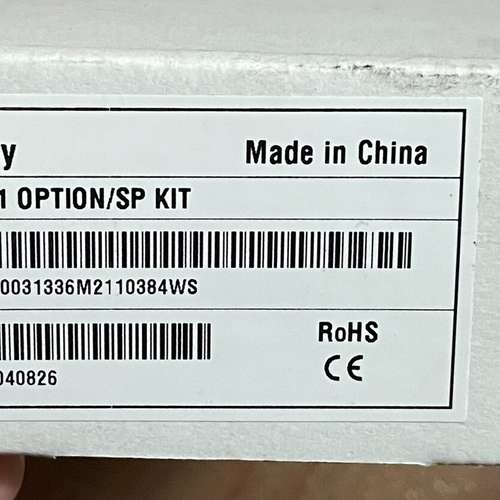 y Made in China
1 OPTION/SP KIT
0031336M2110384WS
RoHS
CE
040826